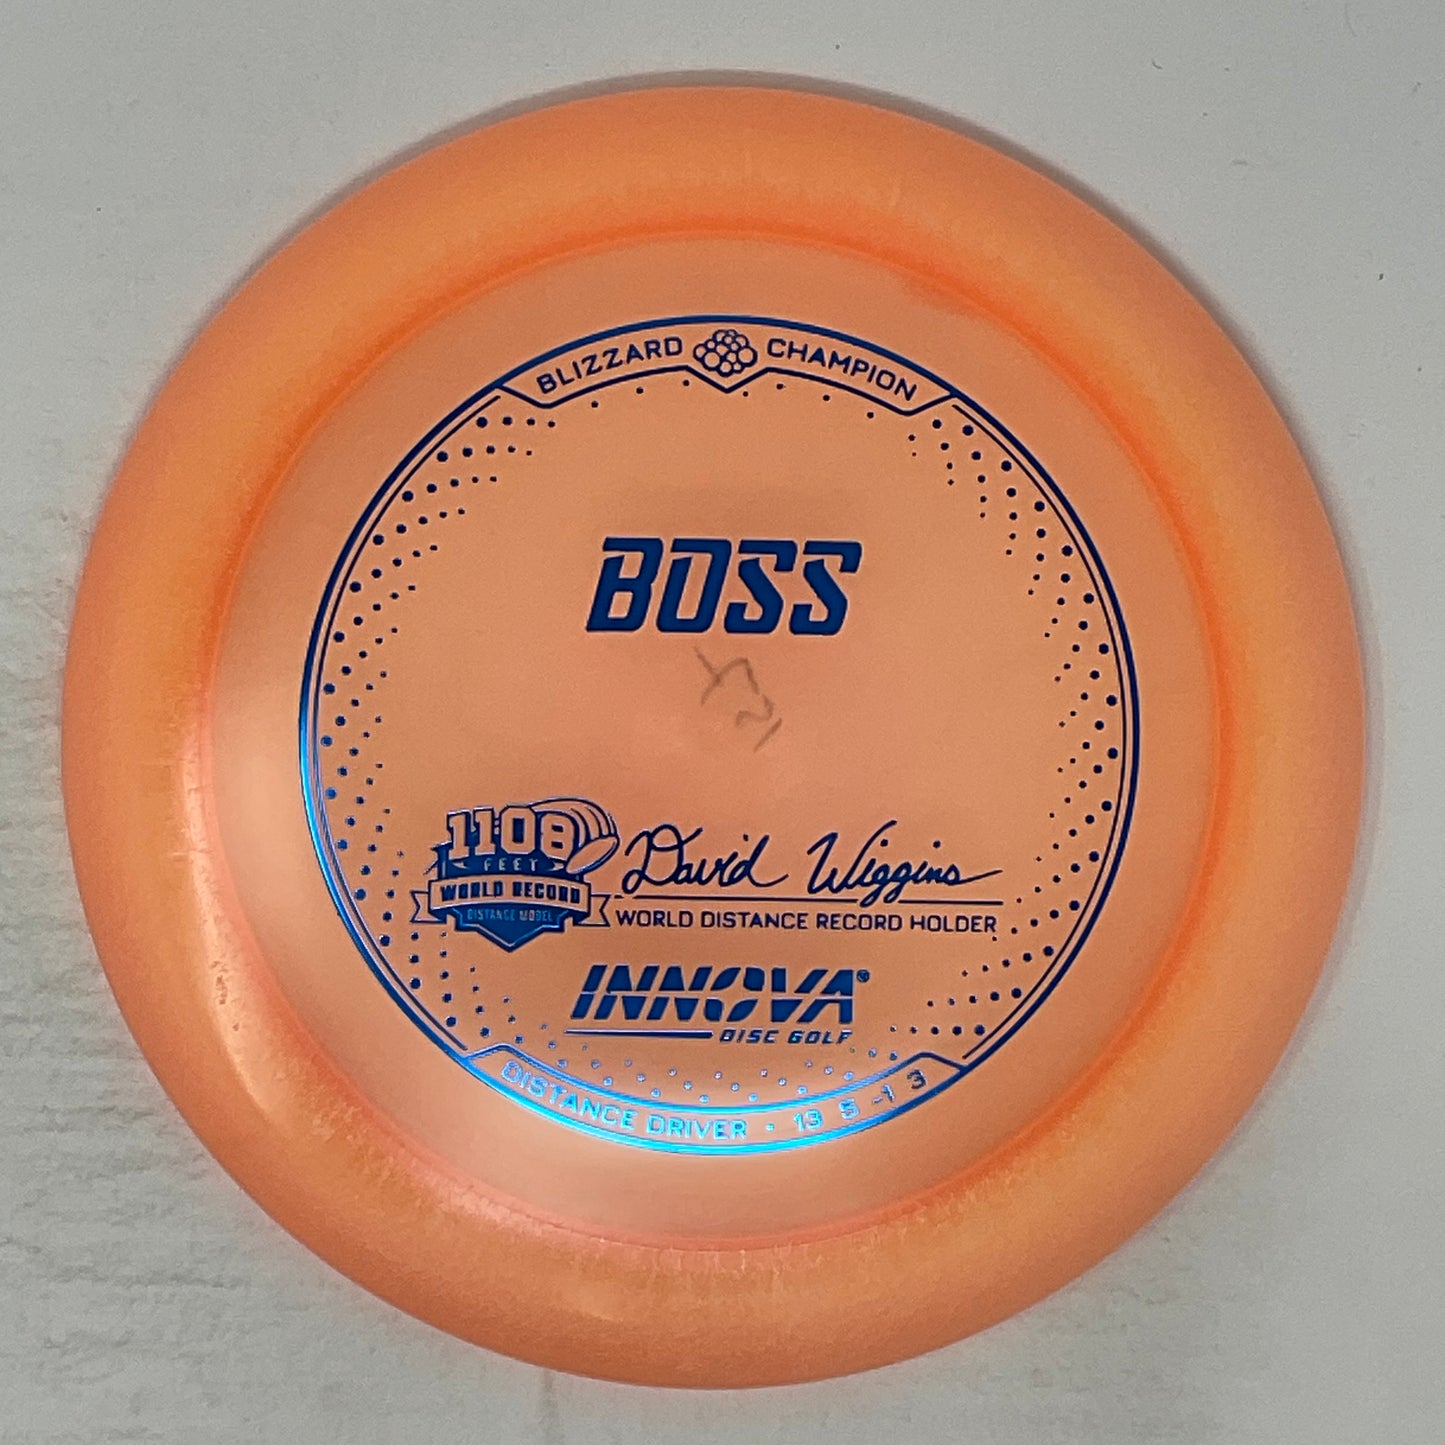 BLIZZARD CHAMPION
BOSS
1108
FEET
WORLD RECORD
DISTANCE MODEL
David Wiggins
WORLD DISTANCE RECORD HOLDER
INNOVA®
DISC GOLF
DISTANCE DRIVER • 13 5 -1 3